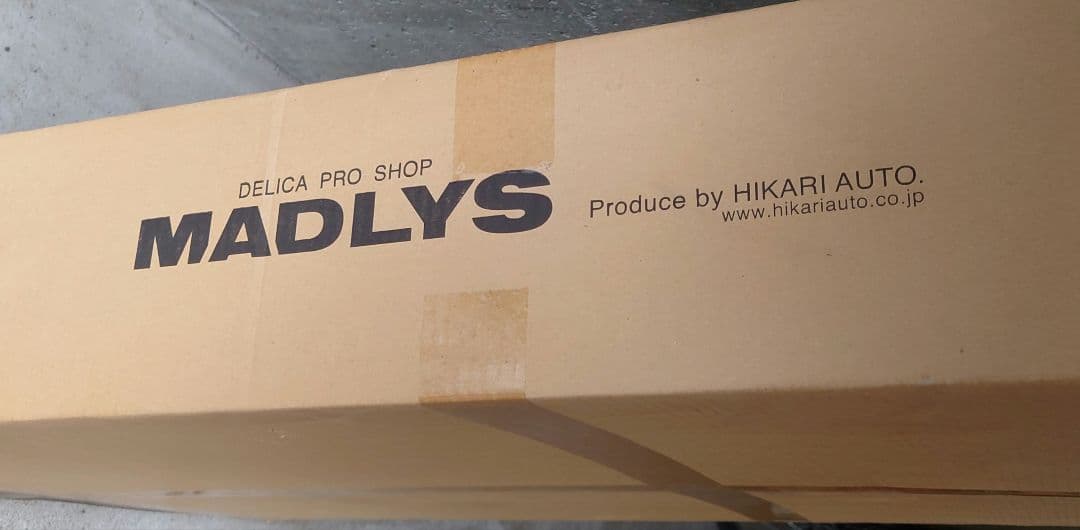 DELICA PRO SHOP
MADLYS
Produce by HIKARI AUTO.
www.hikariauto.co.jp